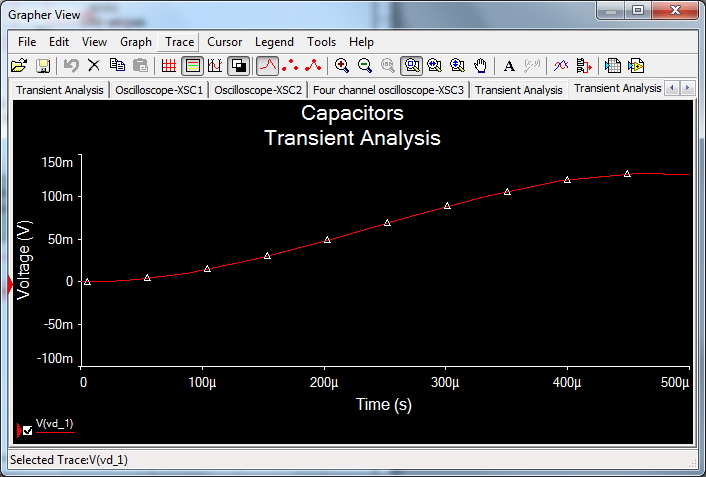 Grapher View
File Edit View Graph Trace Cursor Legend Tools Help
A
Transient Analysis Oscilloscope-XSC1 Oscilloscope-XSC2 Four channel oscilloscope-XSC3 Transient Analysis Transient Analysis
Capacitors
Transient Analysis
150m
100m
50m
0
-50m
-100m
Voltage (V)
0 100µ 200µ 300µ 400µ 500µ
Time (s)
V(vd_1)
Selected Trace:V(vd_1)